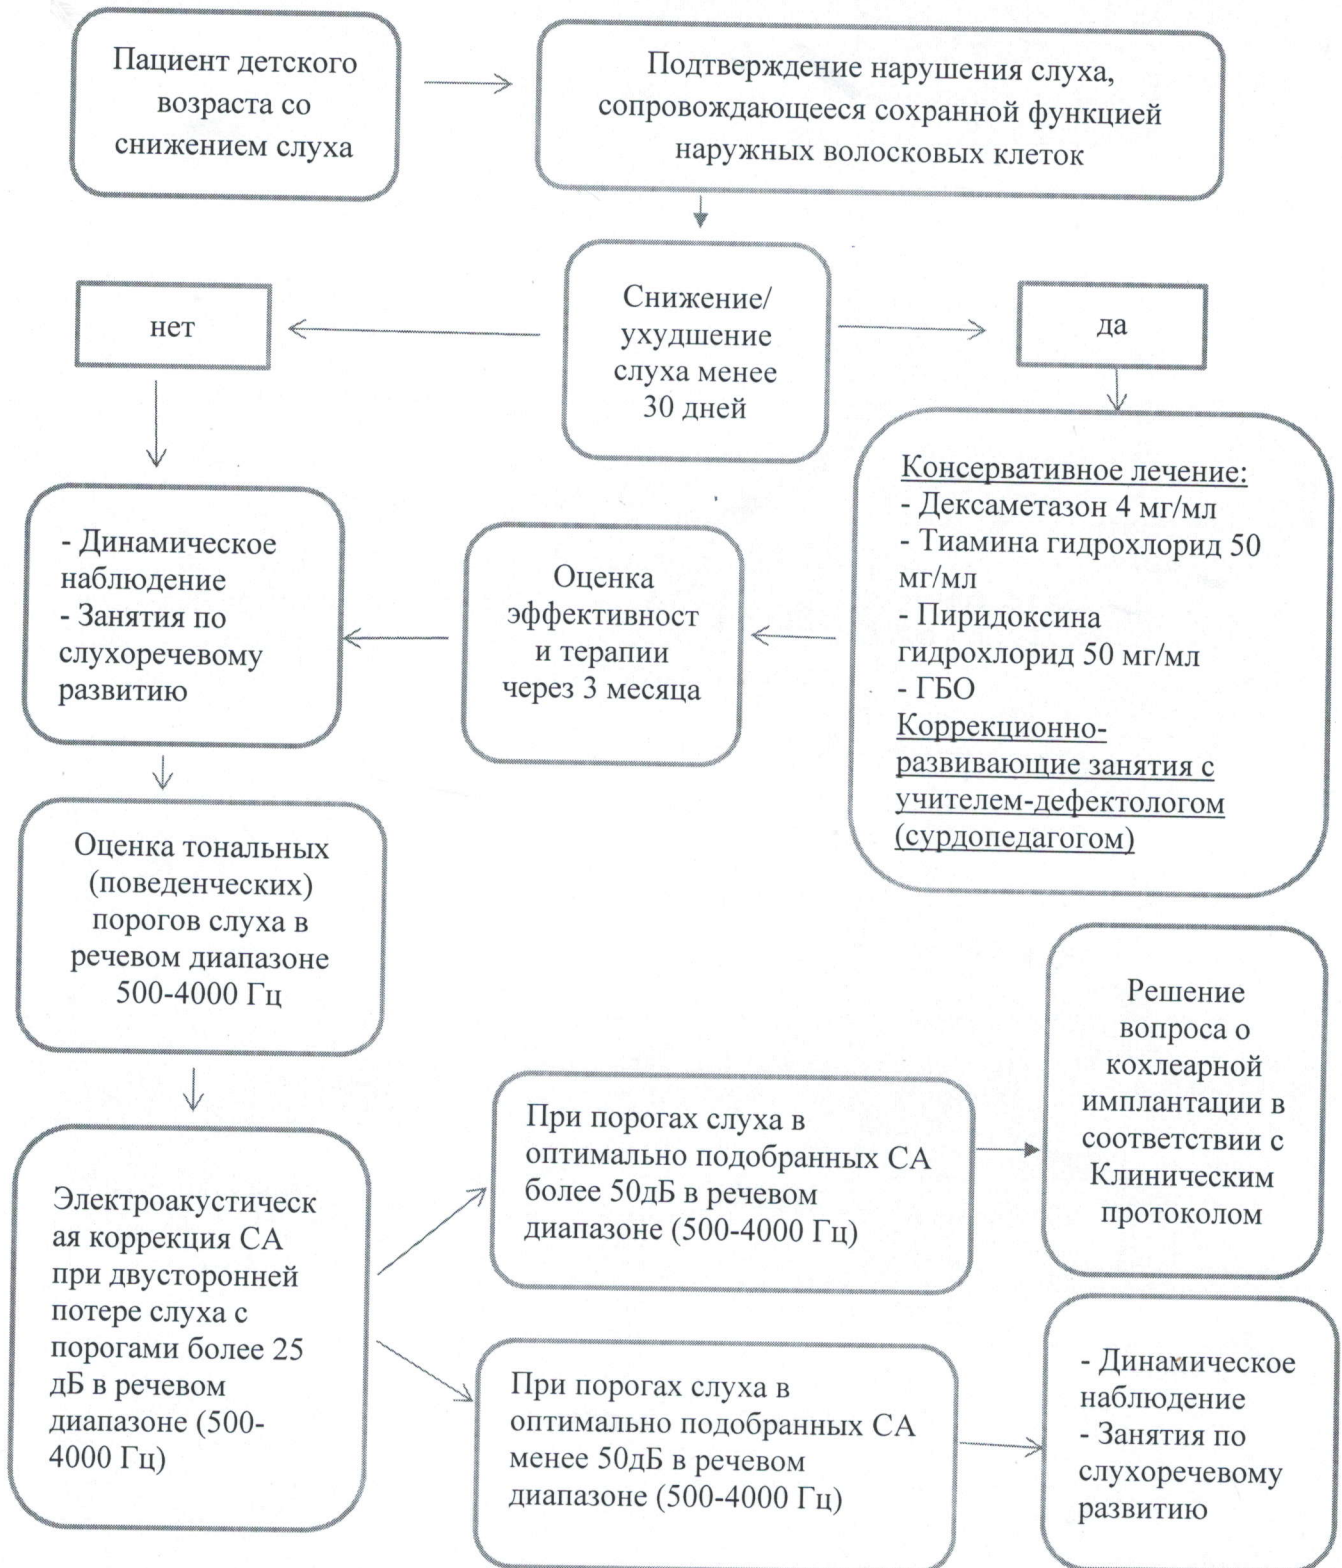 Пациент детского
возраста со
снижением слуха
Подтверждение нарушения слуха,
сопровождающееся сохранной функцией
наружных волосковых клеток
Снижение/
ухудшение
слуха менее
30 дней
нет
да
Консервативное лечение:
- Дексаметазон 4 мг/мл
- Тиамина гидрохлорид 50
мг/мл
- Пиридоксина
гидрохлорид 50 мг/мл
- ГБО
Коррекционно-
развивающие занятия с
учителем-дефектологом
(сурдопедагогом)
Оценка
эффективност
и терапии
через 3 месяца
- Динамическое
наблюдение
- Занятия по
слухоречевому
развитию
Оценка тональных
(поведенческих)
порогов слуха в
речевом диапазоне
500-4000 Гц
Электроакустическ
ая коррекция СА
при двусторонней
потере слуха с
порогами более 25
дБ в речевом
диапазоне (500-
4000 Гц)
При порогах слуха в
оптимально подобранных СА
более 50дБ в речевом
диапазоне (500-4000 Гц)
Решение
вопроса о
кохлеарной
имплантации в
соответствии с
Клиническим
протоколом
При порогах слуха в
оптимально подобранных СА
менее 50дБ в речевом
диапазоне (500-4000 Гц)
- Динамическое
наблюдение
- Занятия по
слухоречевому
развитию